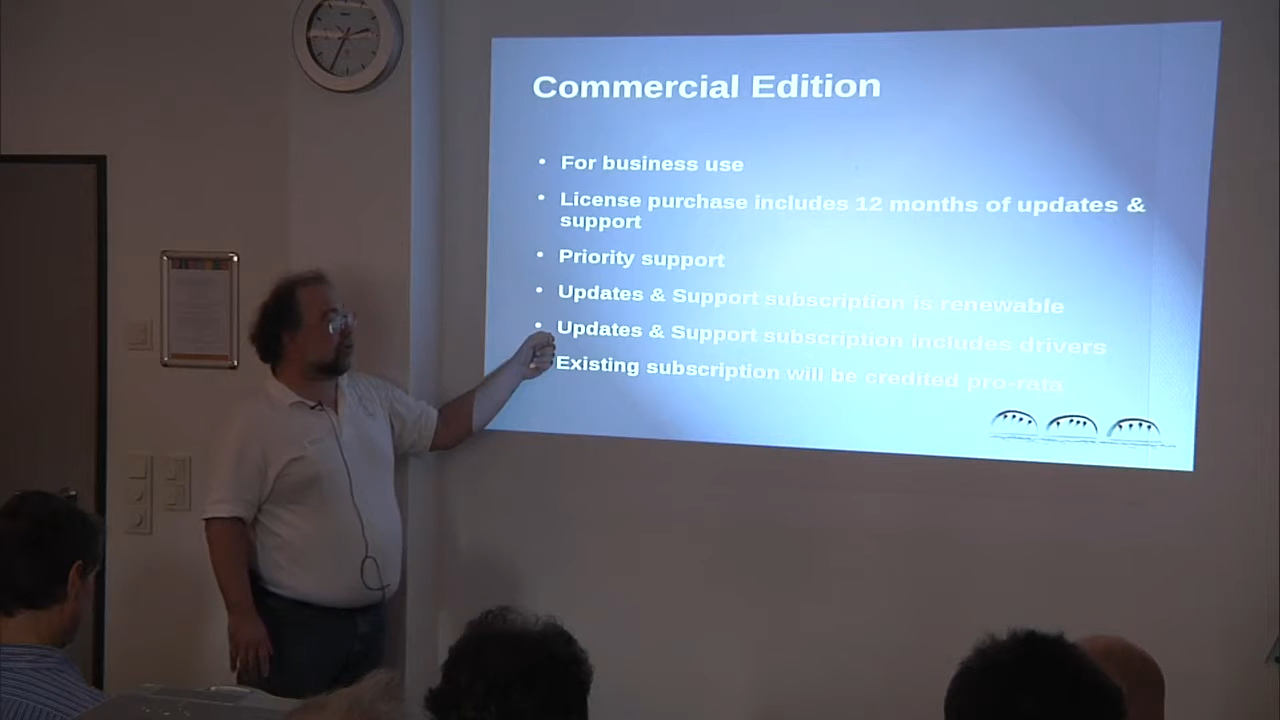 Commercial Edition
• For business use
• License purchase includes 12 months of updates &
support
• Priority support
• Updates & Support subscription is renewable
• Updates & Support subscription includes drivers
Existing subscription will be credited pro-rata